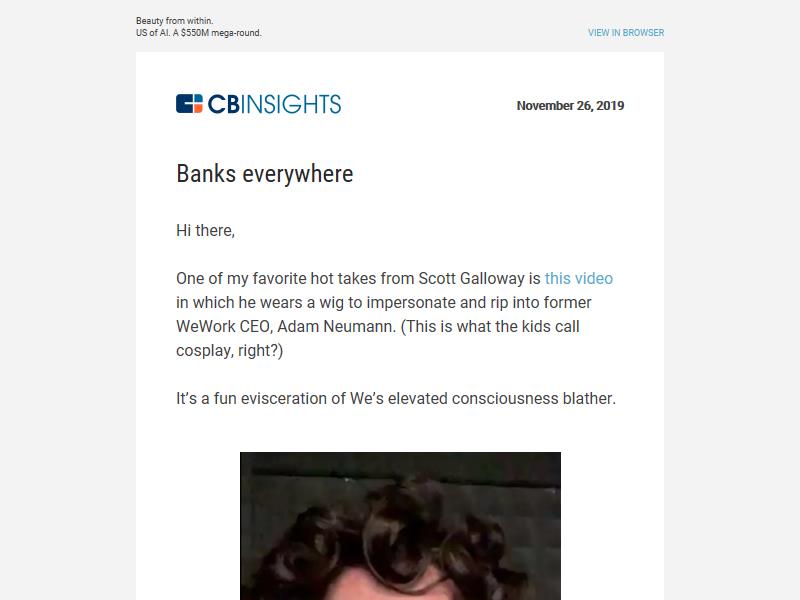 Beauty from within.
US of AI. A $550M mega-round.
VIEW IN BROWSER
CBINSIGHTS
November 26, 2019
Banks everywhere
Hi there,
One of my favorite hot takes from Scott Galloway is this video
in which he wears a wig to impersonate and rip into former
WeWork CEO, Adam Neumann. (This is what the kids call
cosplay, right?)
It’s a fun evisceration of We’s elevated consciousness blather.